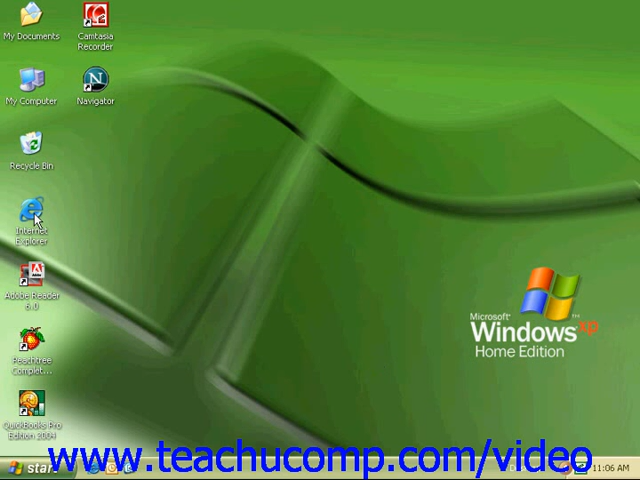 My Documents
Camtasia
Recorder
My Computer
Navigator
N
Recycle Bin
Internet
Explorer
Adobe Reader
6.0
Peachtree
Complet...
QuickBooks Pro
Edition 2004
Microsoft
Windows xp
Home Edition
www.teachucomp.com/video
start
11:06 AM